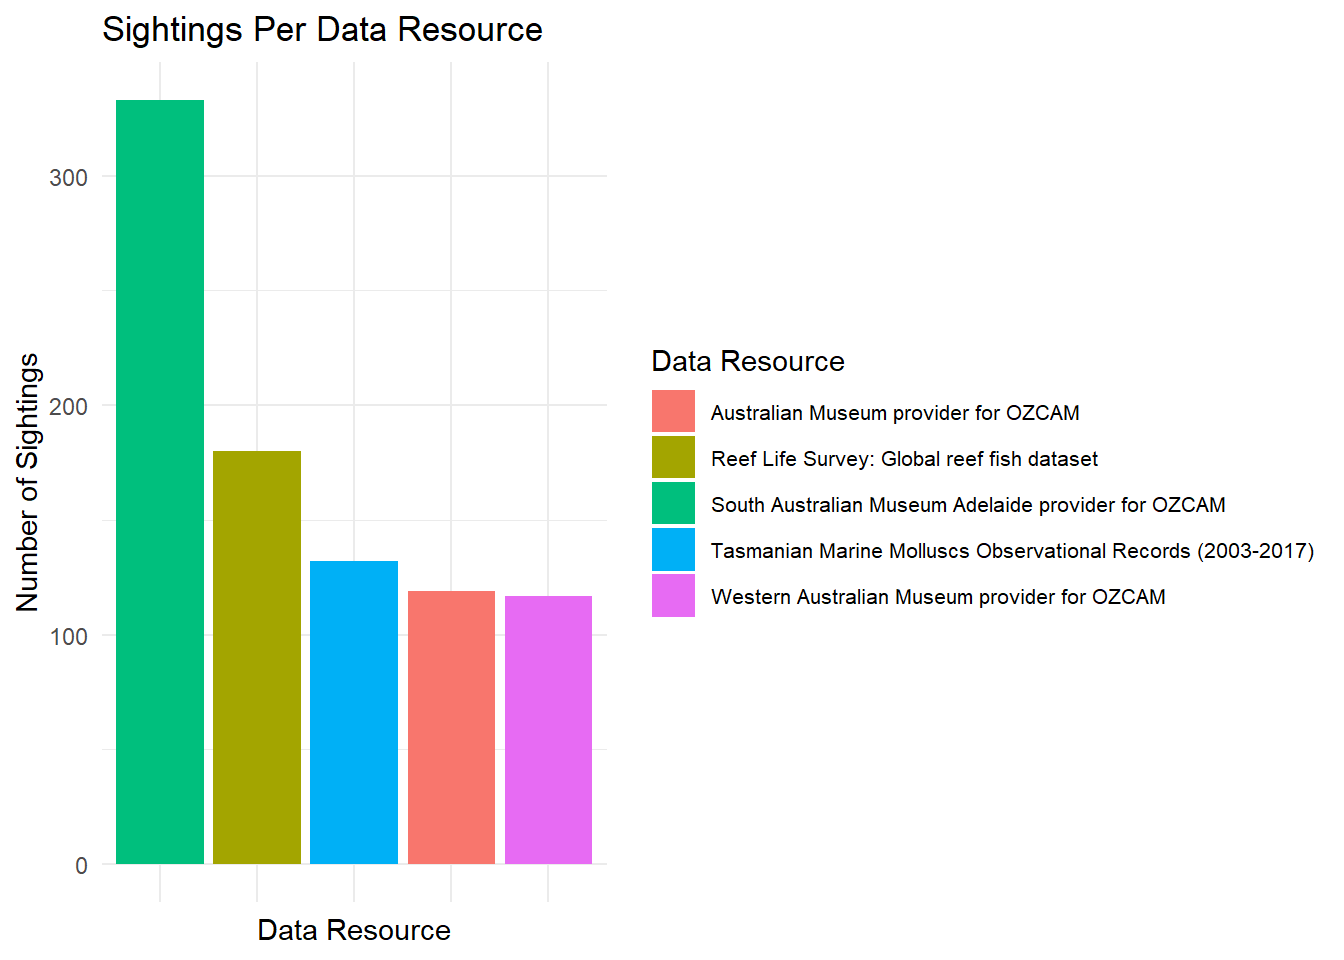 Sightings Per Data Resource
Number of Sightings
300
200
100
0
Data Resource
Data Resource
Australian Museum provider for OZCAM
Reef Life Survey: Global reef fish dataset
South Australian Museum Adelaide provider for OZCAM
Tasmanian Marine Molluscs Observational Records (2003-2017)
Western Australian Museum provider for OZCAM